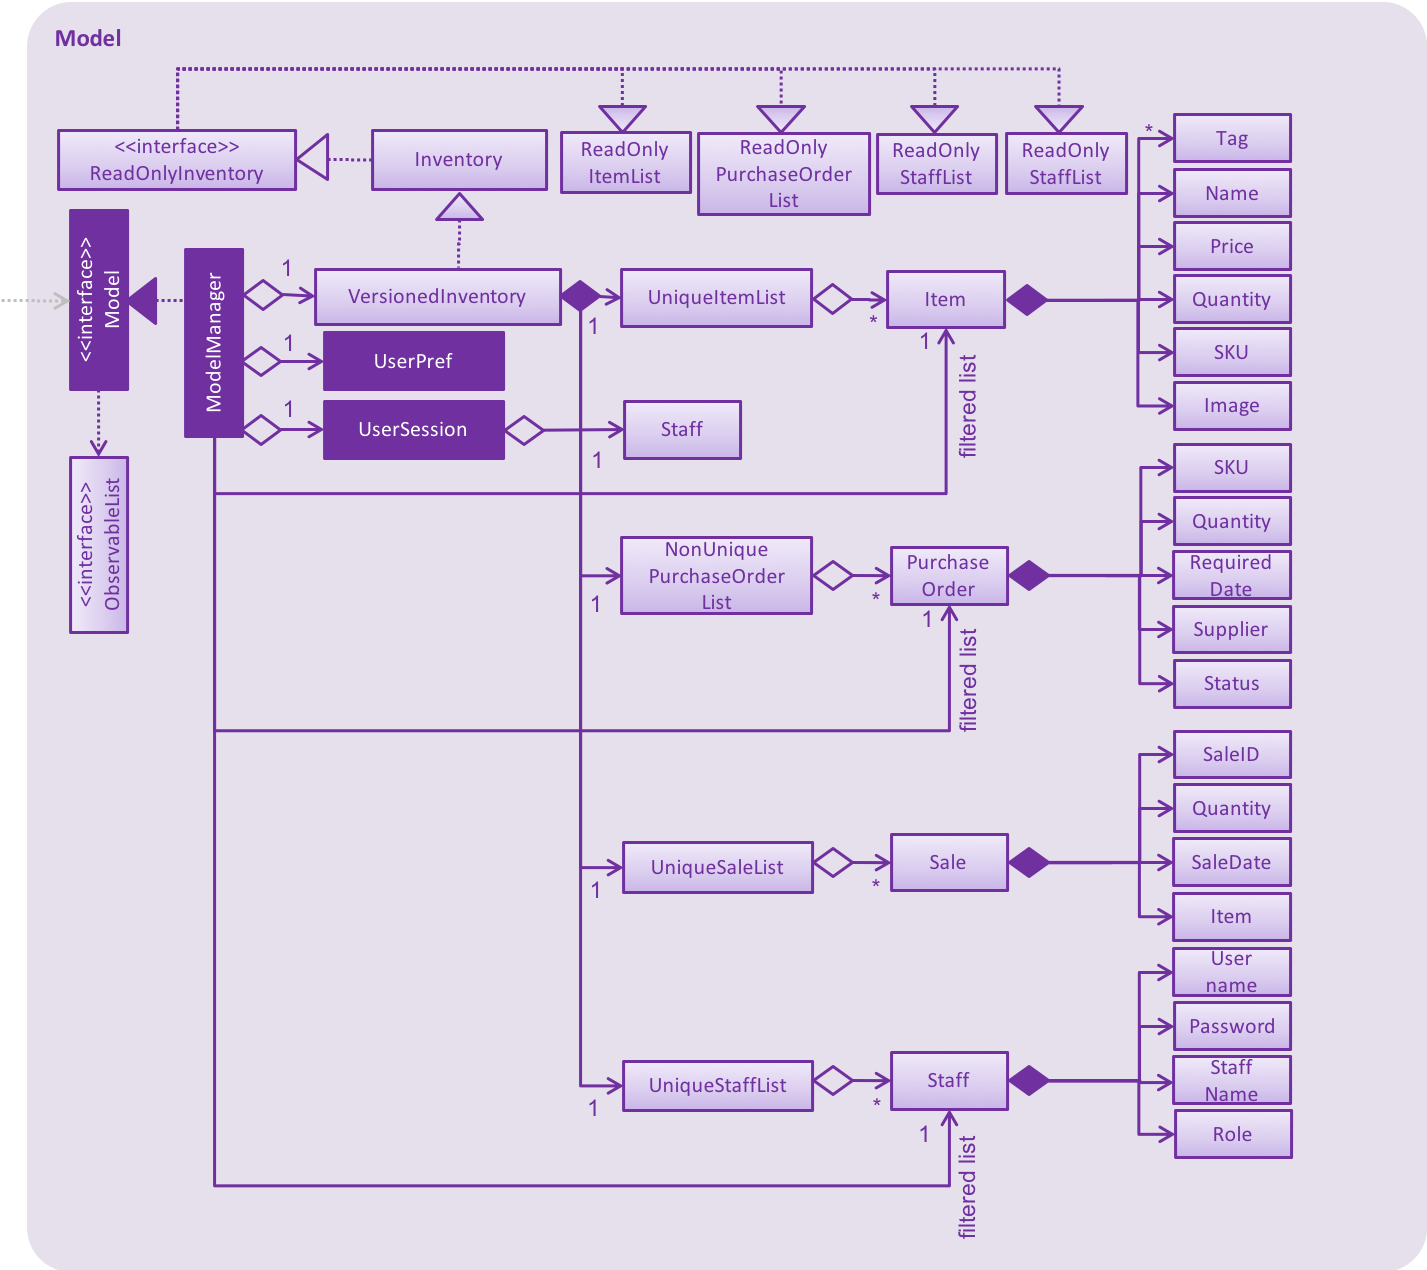 Model
<<interface>>
ReadOnlyInventory
Inventory
ReadOnly
ItemList
ReadOnly
PurchaseOrder
List
ReadOnly
StaffList
ReadOnly
StaffList
*
Tag
Name
Price
Quantity
SKU
Image
<<interface>>
Model
ModelManager
1
VersionedInventory
1
UniqueItemList
*
Item
1
filtered list
1
UserPref
1
UserSession
1
Staff
<<interface>>
ObservableList
1
NonUnique
PurchaseOrder
List
*
Purchase
Order
1
filtered list
SKU
Quantity
Required
Date
Supplier
Status
1
UniqueSaleList
*
Sale
SaleID
Quantity
SaleDate
Item
1
UniqueStaffList
*
Staff
1
filtered list
User
name
Password
Staff
Name
Role